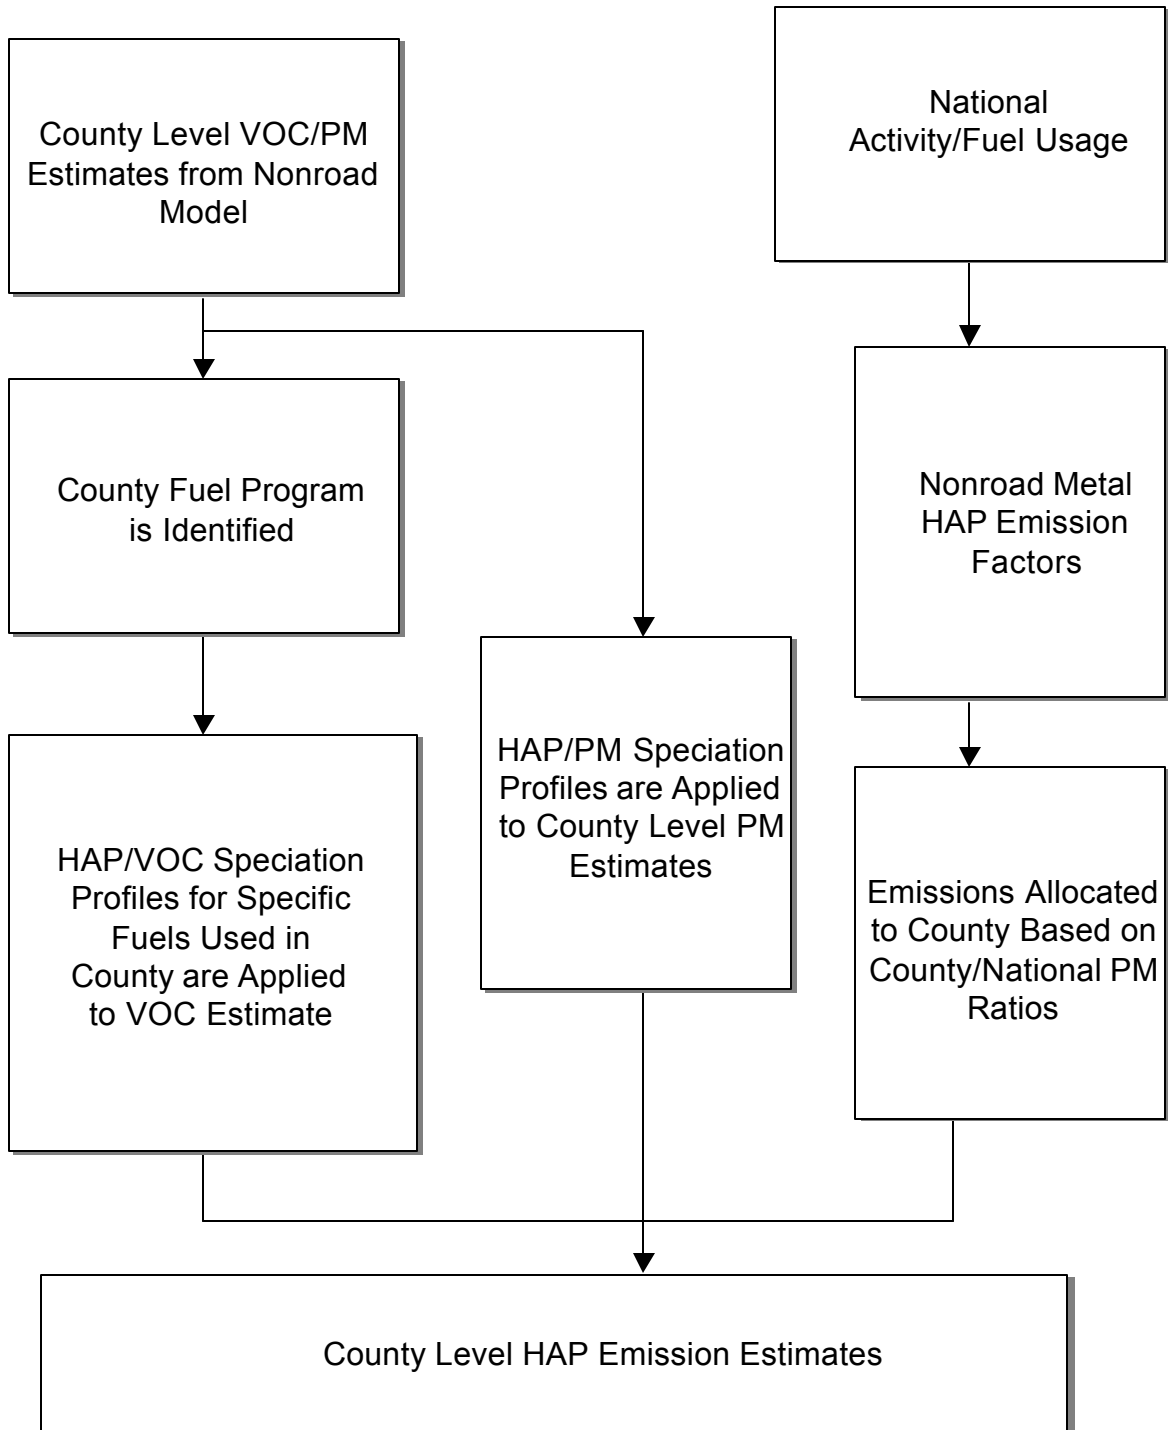 National
Activity/Fuel Usage
County Level VOC/PM
Estimates from Nonroad
Model
County Fuel Program
is Identified
Nonroad Metal
HAP Emission
Factors
HAP/PM Speciation
Profiles are Applied
to County Level PM
Estimates
HAP/VOC Speciation
Profiles for Specific
Fuels Used in
County are Applied
to VOC Estimate
Emissions Allocated
to County Based on
County/National PM
Ratios
County Level HAP Emission Estimates